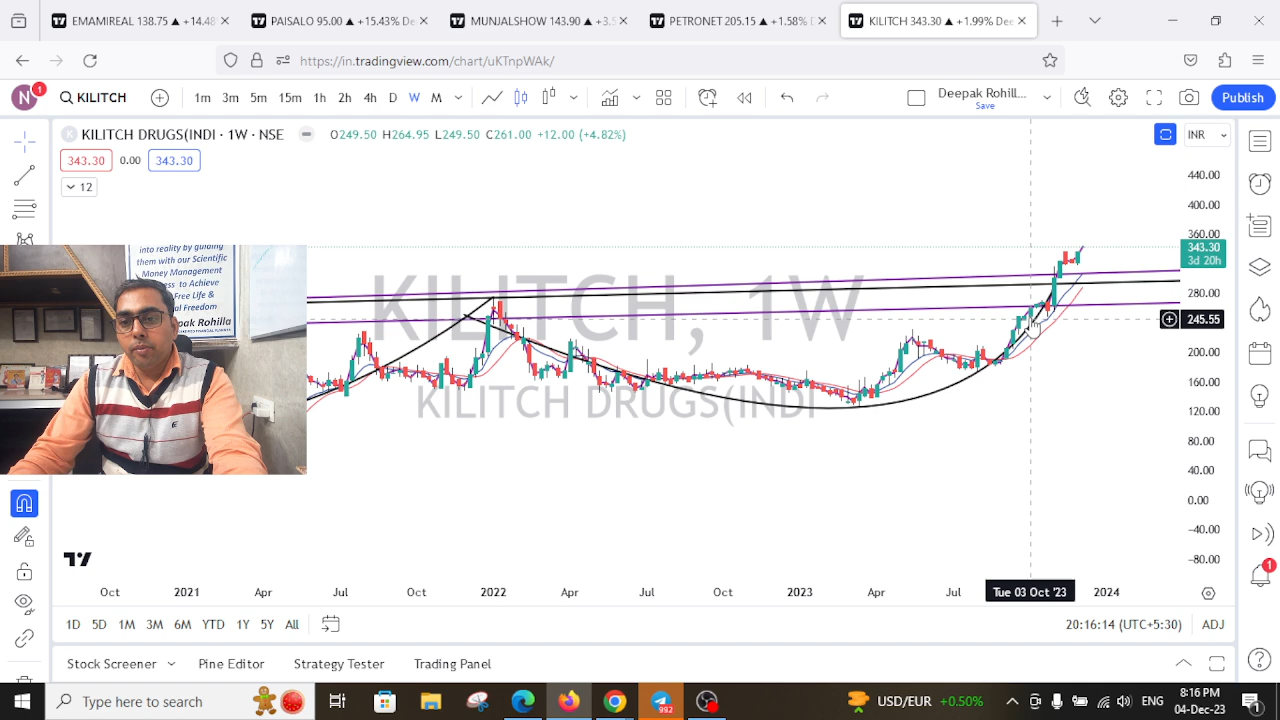 EMAMIREAL 138.75 ▲ +14.48
PAISALO 95.00 ▲ +15.43% De
MUNJALSHOW 143.90 ▲ +3.5
PETRONET 205.15 ▲ +1.58% D
KILITCH 343.30 ▲ +1.99% Dee
https://in.tradingview.com/chart/uKTnpWAk/
N 1 KILITCH 1m 3m 5m 15m 1h 2h 4h D W M Deepak Rohill... Save Publish
KILITCH DRUGS(INDI · 1W · NSE O249.50 H264.95 L249.50 C261.00 +12.00 (+4.82%) INR
343.30 0.00 343.30
12
KILITCH, 1W
KILITCH DRUGS(INDI
440.00
400.00
360.00
343.30
3d 20h
280.00
245.55
200.00
160.00
120.00
80.00
40.00
0.00
−40.00
−80.00
into reality by guiding
them with our Scientific
Money Management
ss to Achieve
Free Life &
al Freedom
ak Rohilla
Oct 2021 Apr Jul Oct 2022 Apr Jul Oct 2023 Apr Jul Tue 03 Oct '23 2024
1D 5D 1M 3M 6M YTD 1Y 5Y All 20:16:14 (UTC+5:30) ADJ
1
Stock Screener Pine Editor Strategy Tester Trading Panel
Type here to search 992 USD/EUR +0.50% ENG 8:16 PM
04-Dec-23 1